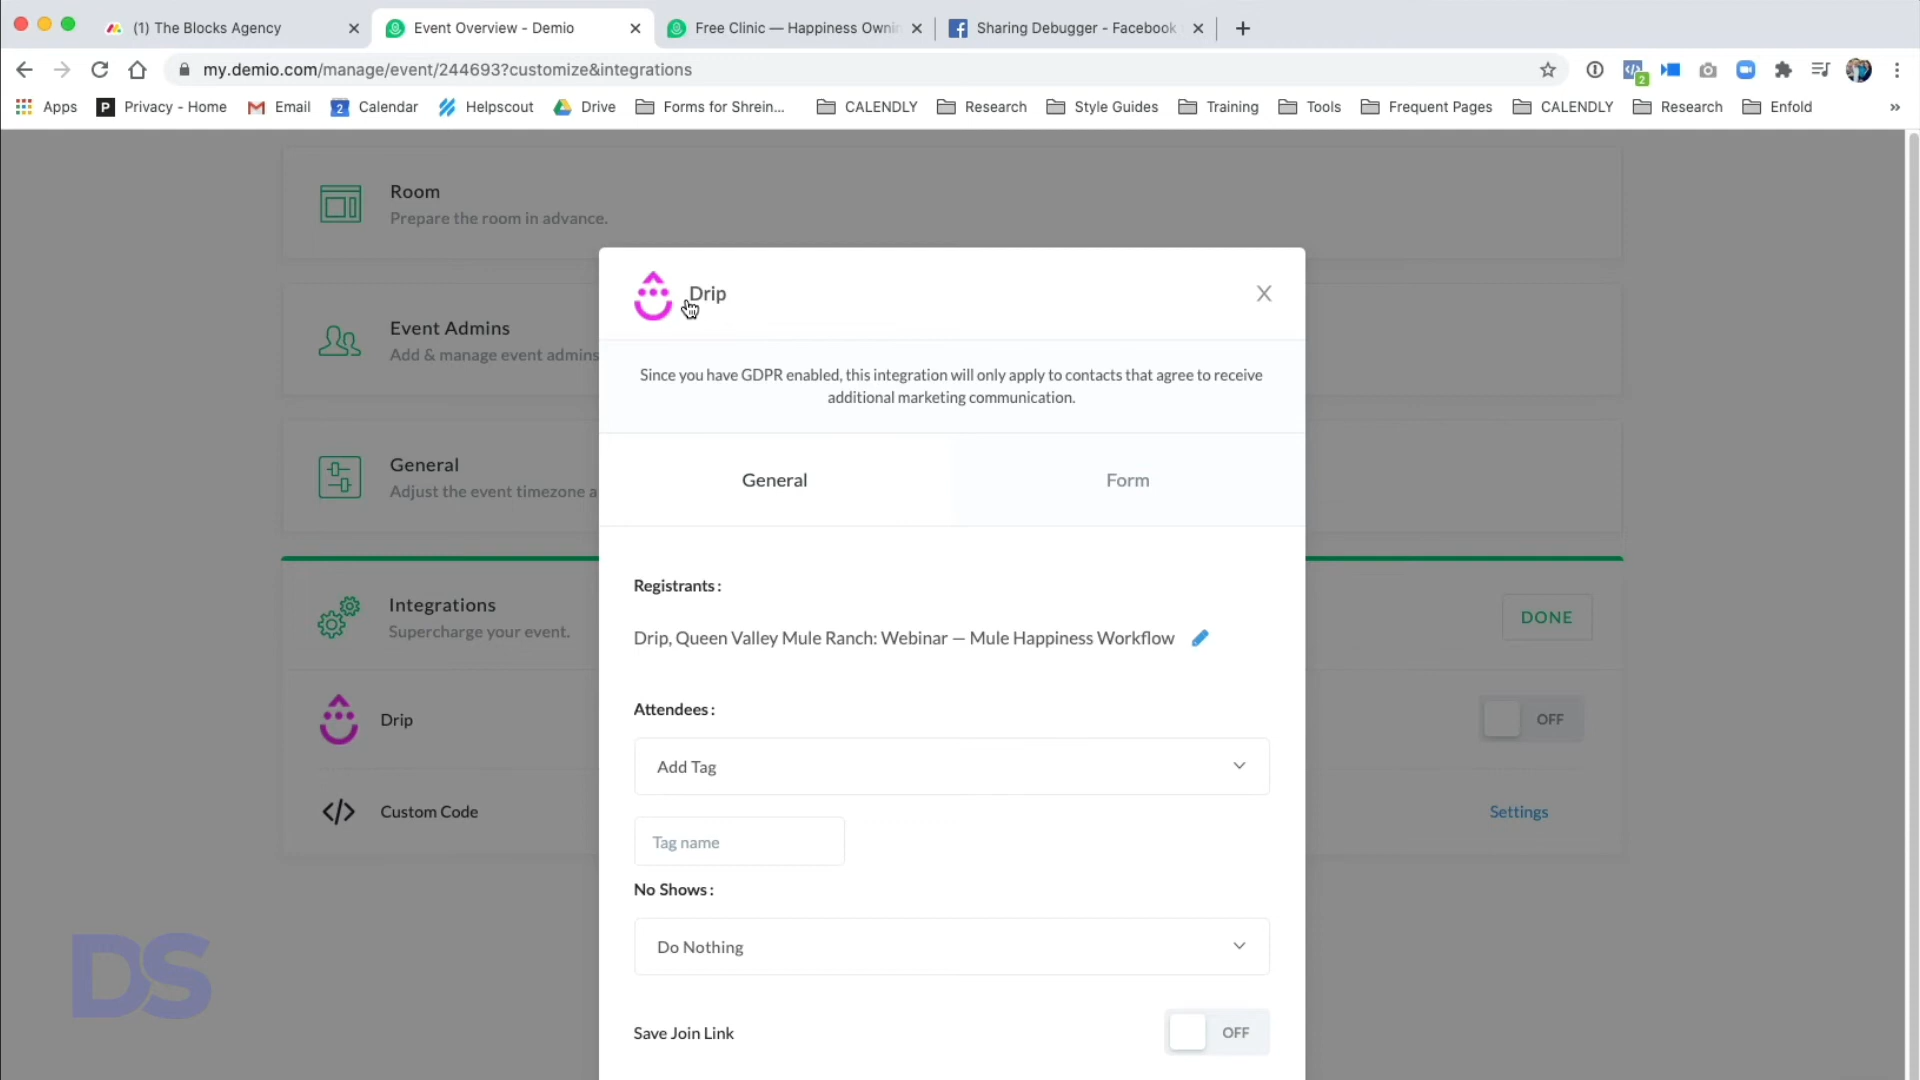 (1) The Blocks Agency
Event Overview - Demio
Free Clinic — Happiness Ownin
Sharing Debugger - Facebook
my.demio.com/manage/event/244693?customize&integrations
2
Apps
P
Privacy - Home
Email
2
Calendar
Helpscout
Drive
Forms for Shrein...
CALENDLY
Research
Style Guides
Training
Tools
Frequent Pages
CALENDLY
Research
Enfold
»
Room
Prepare the room in advance.
Event Admins
Add & manage event admins
General
Adjust the event timezone a
Integrations
Supercharge your event.
DONE
Drip
OFF
Custom Code
Settings
Drip
X
Since you have GDPR enabled, this integration will only apply to contacts that agree to receive
additional marketing communication.
General
Form
Registrants:
Drip, Queen Valley Mule Ranch: Webinar — Mule Happiness Workflow
Attendees:
Add Tag
Tag name
No Shows:
Do Nothing
Save Join Link
OFF
DS